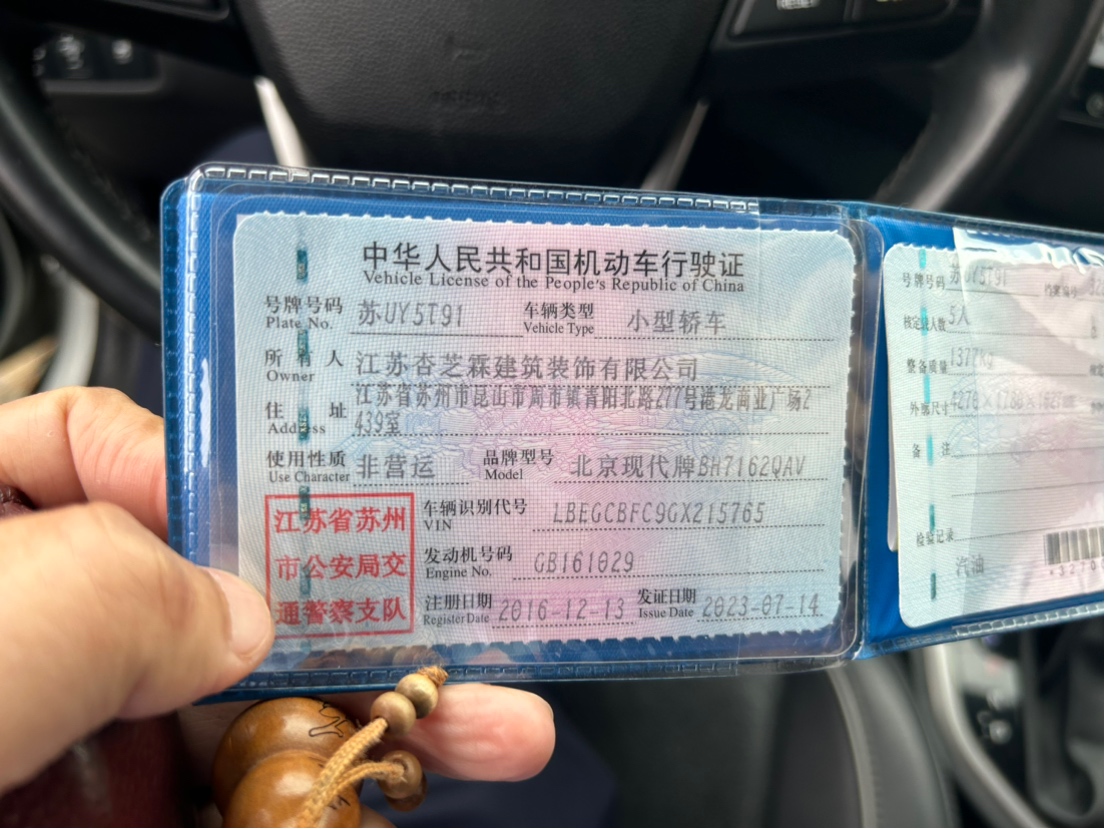 中华人民共和国机动车行驶证
Vehicle License of the People's Republic of China
号牌号码 苏UY5T91 车辆类型 小型轿车
Plate No. Vehicle Type
所有人 江苏杏芝霖建筑装饰有限公司
Owner
住址 江苏省苏州市昆山市周市镇青阳北路277号港龙商业广场2
Address 439室
使用性质 非营运 品牌型号 北京现代牌BH7162QAV
Use Character Model
江苏省苏州
市公安局交
通警察支队
车辆识别代号 LBEGCBFC9GX215765
VIN
发动机号码 GB161029
Engine No.
注册日期 2016-12-13 发证日期 2023-07-14
Register Date Issue Date
号牌号码 苏UY5T91
核定载人数 5人
整备质量 1377kg
外廓尺寸
备注
检验记录
汽油